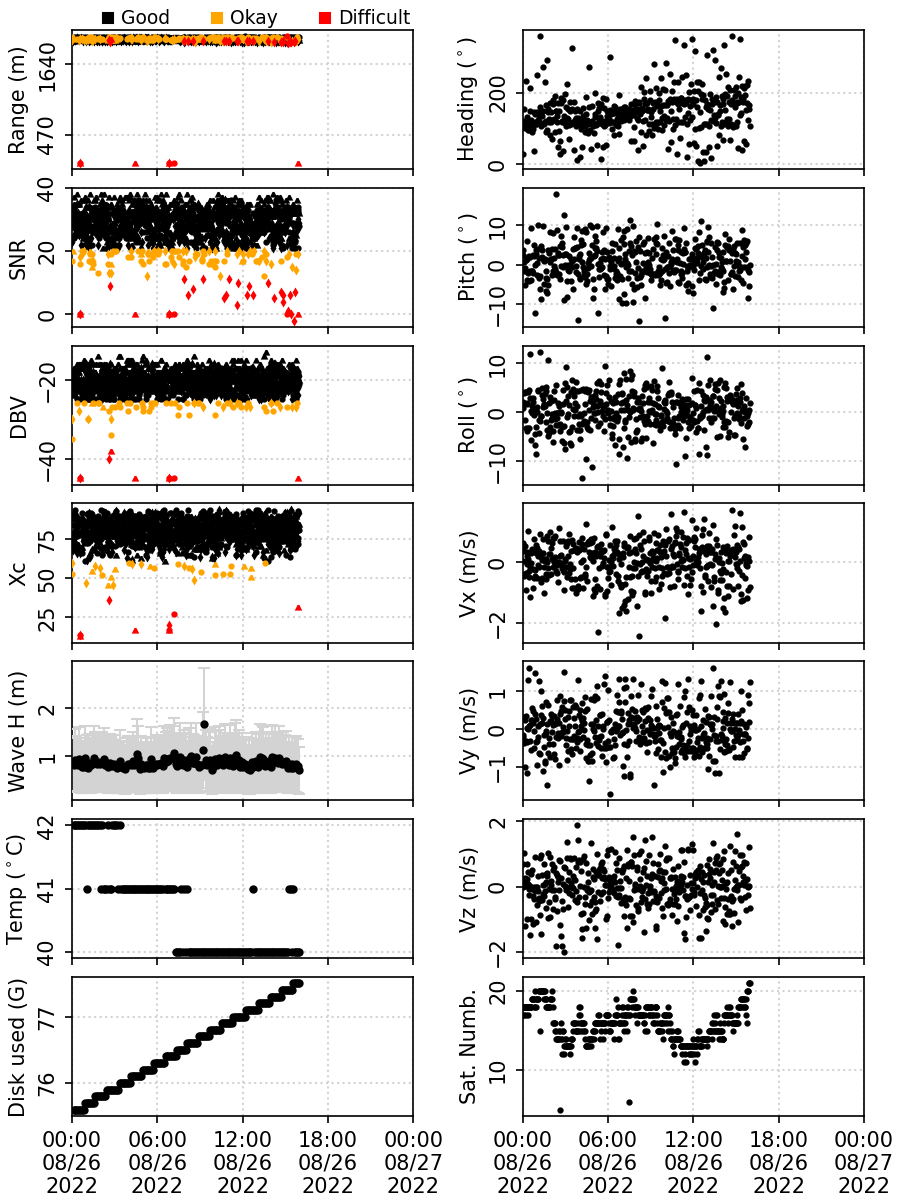 Good Okay Difficult
Range (m)
1640
470
Heading (°)
200
0
SNR
40
20
0
Pitch (°)
10
0
−10
DBV
−20
−40
Roll (°)
10
0
−10
Xc
75
50
25
Vx (m/s)
0
−2
Wave H (m)
2
1
Vy (m/s)
1
0
−1
Temp (°C)
42
41
40
Vz (m/s)
2
0
−2
Disk used (G)
77
76
Sat. Numb.
20
10
00:00 06:00 12:00 18:00 00:00
08/26 08/26 08/26 08/26 08/27
2022 2022 2022 2022 2022
00:00 06:00 12:00 18:00 00:00
08/26 08/26 08/26 08/26 08/27
2022 2022 2022 2022 2022